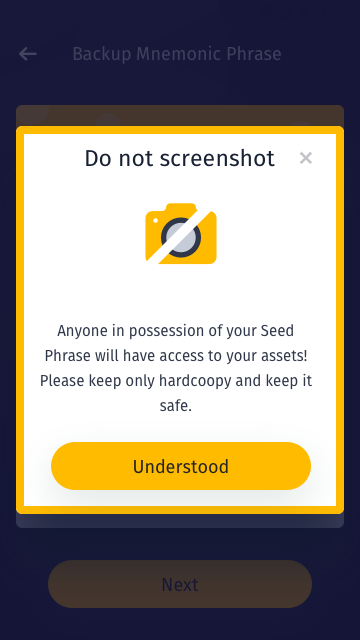 Backup Mnemonic Phrase
Do not screenshot
Anyone in possession of your Seed
Phrase will have access to your assets!
Please keep only hardcoopy and keep it
safe.
Understood
Next